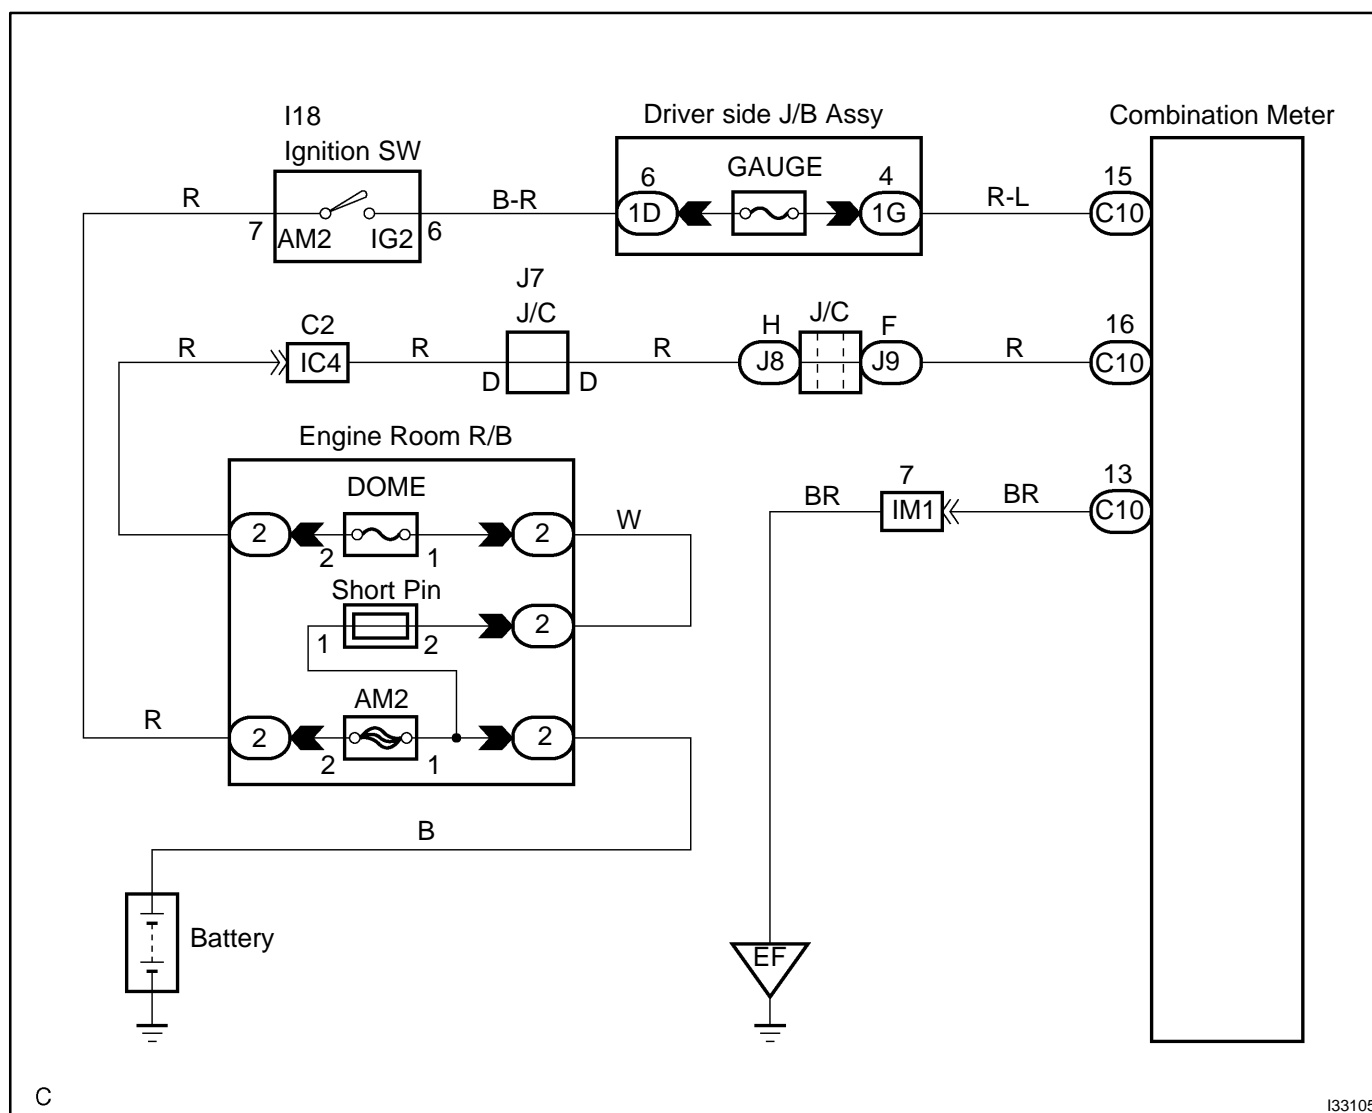 I18
Ignition SW
Driver side J/B Assy
Combination Meter
GAUGE
R
7
AM2
IG2
6
B-R
6
1D
4
1G
R-L
15
C10
J7
J/C
C2
R
IC4
R
D
D
R
H
J8
J/C
F
J9
R
16
C10
Engine Room R/B
DOME
2
2
1
2
W
Short Pin
1
2
2
AM2
R
2
2
1
2
BR
7
IM1
BR
13
C10
B
Battery
EF
C
I33105